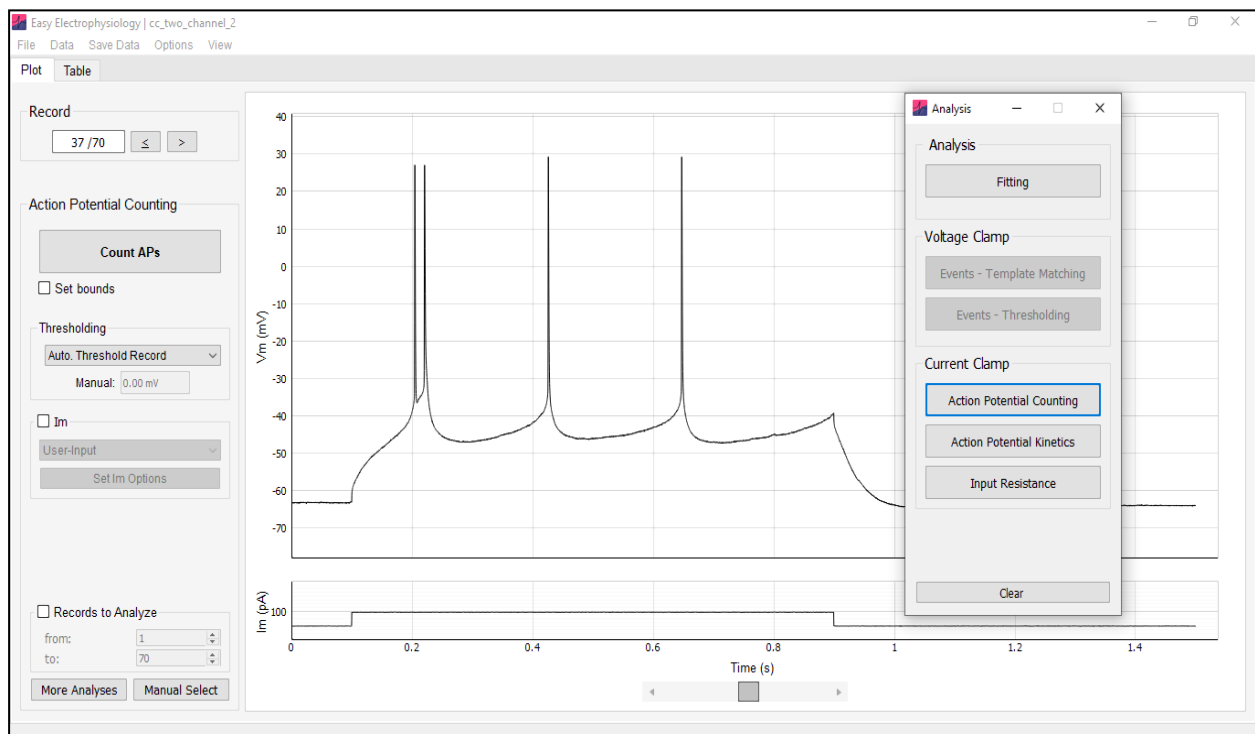 Easy Electrophysiology | cc_two_channel_2
File Data Save Data Options View
Plot Table
Record
37 /70 < >
Action Potential Counting
Count APs
Set bounds
Thresholding
Auto. Threshold Record
Manual: 0.00 mV
Im
User-Input
Set Im Options
Records to Analyze
from: 1
to: 70
More Analyses Manual Select
Vm (mV)
40
30
20
10
0
-10
-20
-30
-40
-50
-60
-70
Im (pA)
100
0 0.2 0.4 0.6 0.8 1 1.2 1.4
Time (s)
Analysis
Analysis
Fitting
Voltage Clamp
Events - Template Matching
Events - Thresholding
Current Clamp
Action Potential Counting
Action Potential Kinetics
Input Resistance
Clear